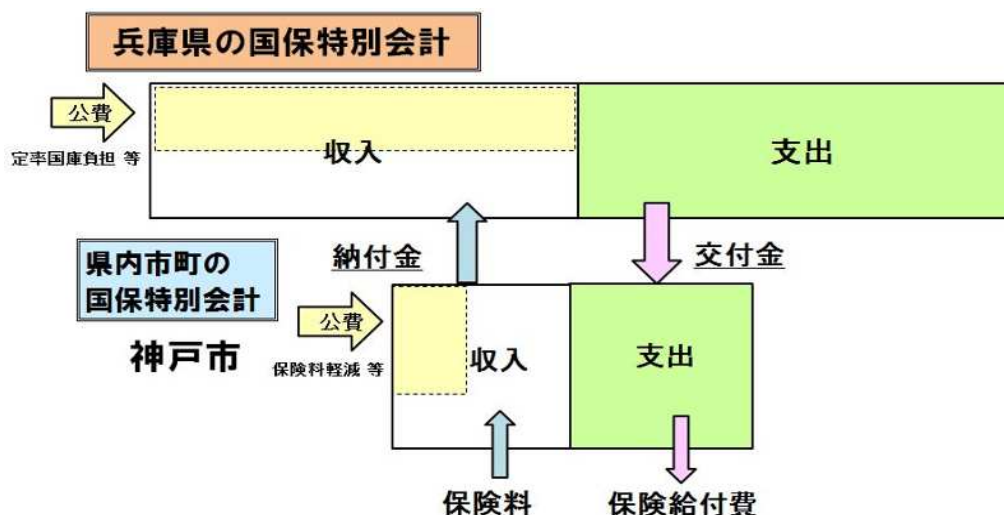 兵庫県の国保特別会計
公費
定率国庫負担 等
収入
支出
納付金
交付金
県内市町の
国保特別会計
神戸市
公費
保険料軽減 等
収入
支出
保険料
保険給付費